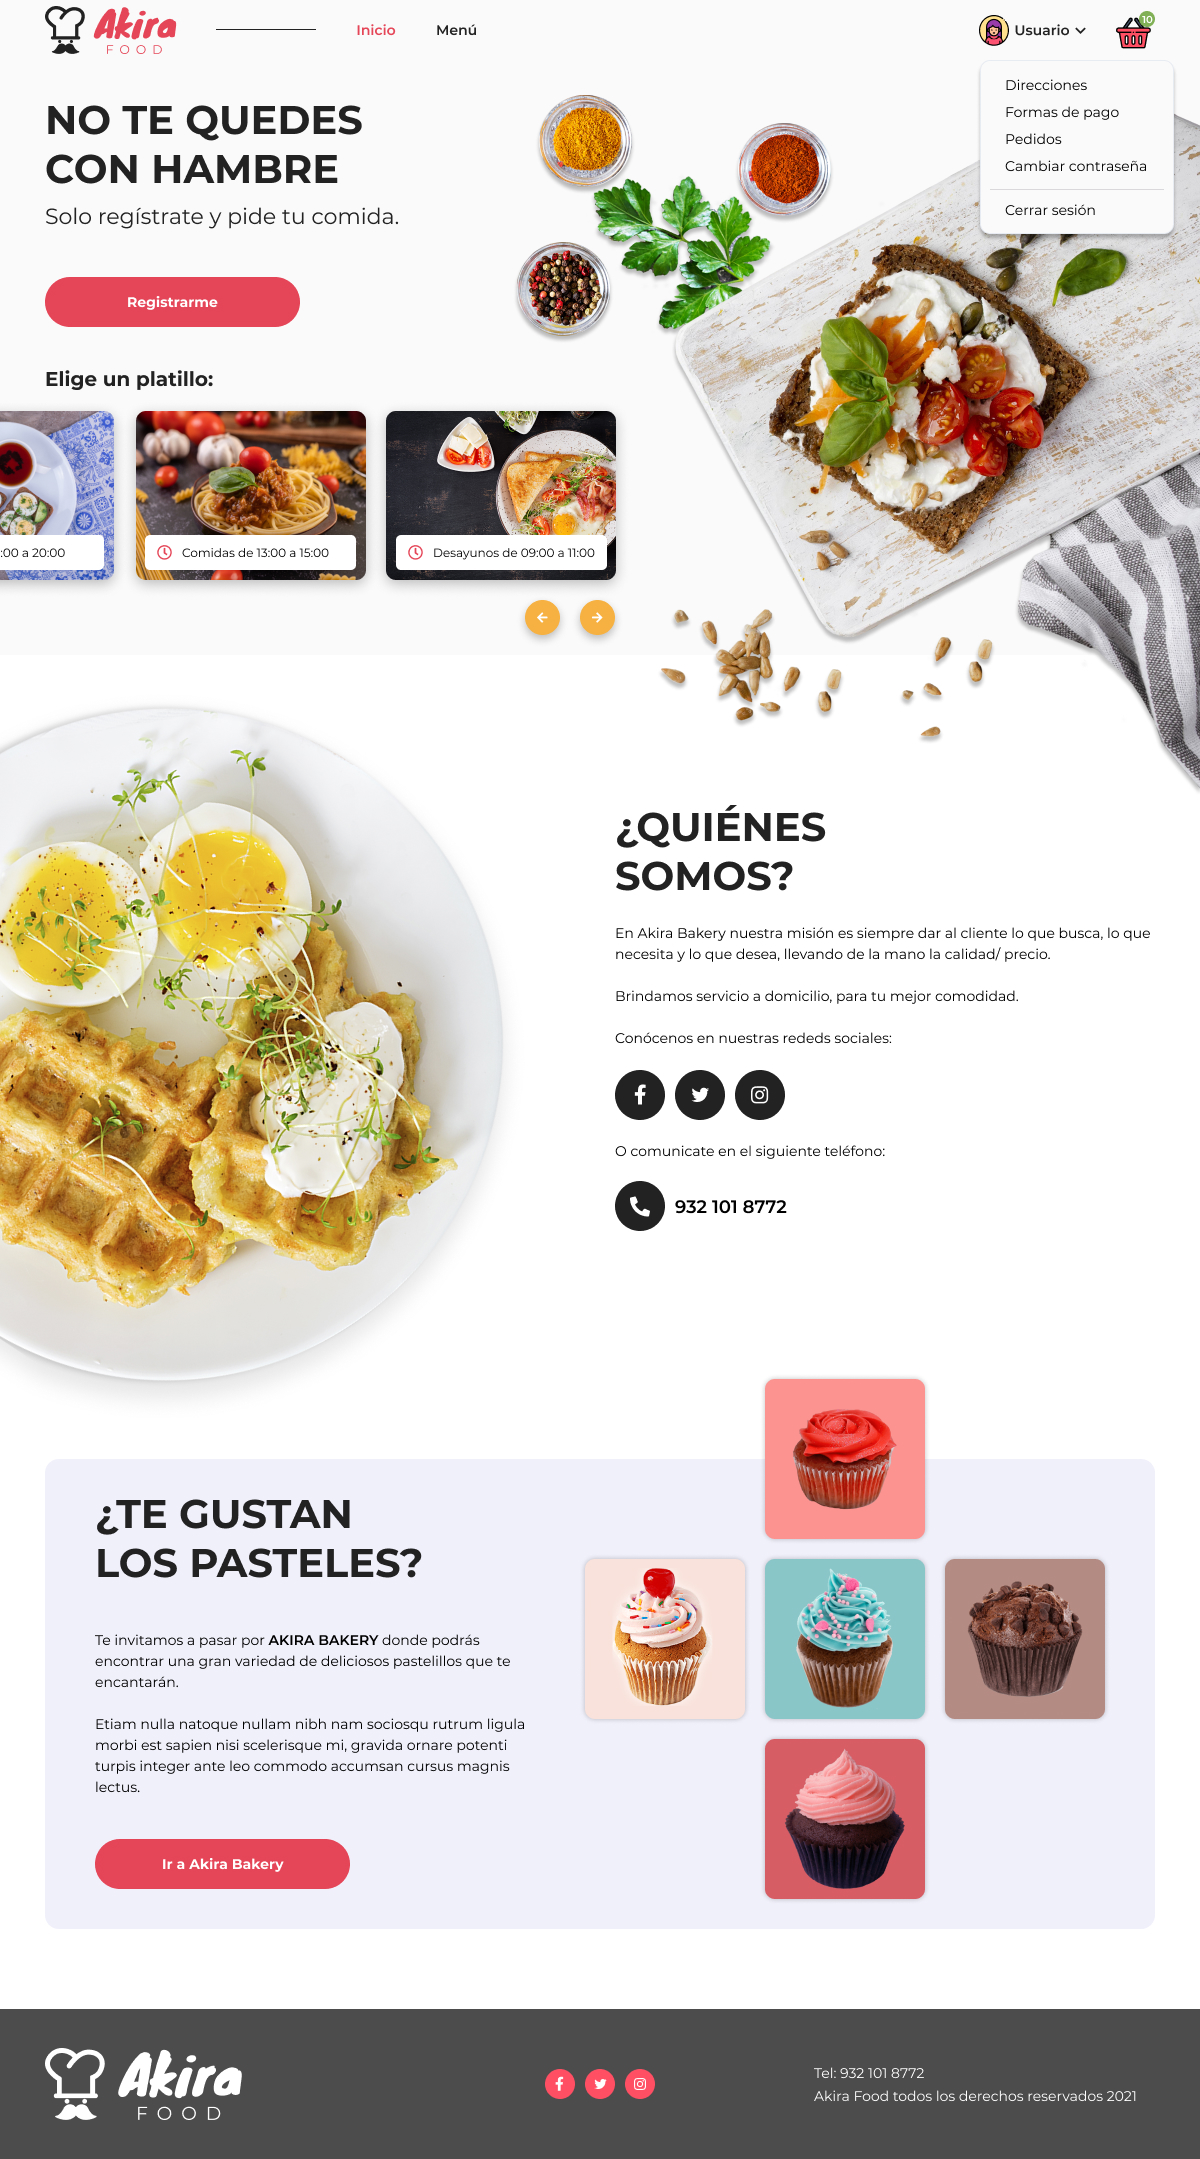 Akira
FOOD
Inicio
Menú
Usuario
10
Direcciones
Formas de pago
Pedidos
Cambiar contraseña
Cerrar sesión
NO TE QUEDES
CON HAMBRE
Solo regístrate y pide tu comida.
Registrarme
Elige un platillo:
:00 a 20:00
Comidas de 13:00 a 15:00
Desayunos de 09:00 a 11:00
¿QUIÉNES
SOMOS?
En Akira Bakery nuestra misión es siempre dar al cliente lo que busca, lo que
necesita y lo que desea, llevando de la mano la calidad/ precio.
Brindamos servicio a domicilio, para tu mejor comodidad.
Conócenos en nuestras rededs sociales:
O comunicate en el siguiente teléfono:
932 101 8772
¿TE GUSTAN
LOS PASTELES?
Te invitamos a pasar por AKIRA BAKERY donde podrás
encontrar una gran variedad de deliciosos pastelillos que te
encantarán.
Etiam nulla natoque nullam nibh nam sociosqu rutrum ligula
morbi est sapien nisi scelerisque mi, gravida ornare potenti
turpis integer ante leo commodo accumsan cursus magnis
lectus.
Ir a Akira Bakery
Akira
FOOD
Tel: 932 101 8772
Akira Food todos los derechos reservados 2021